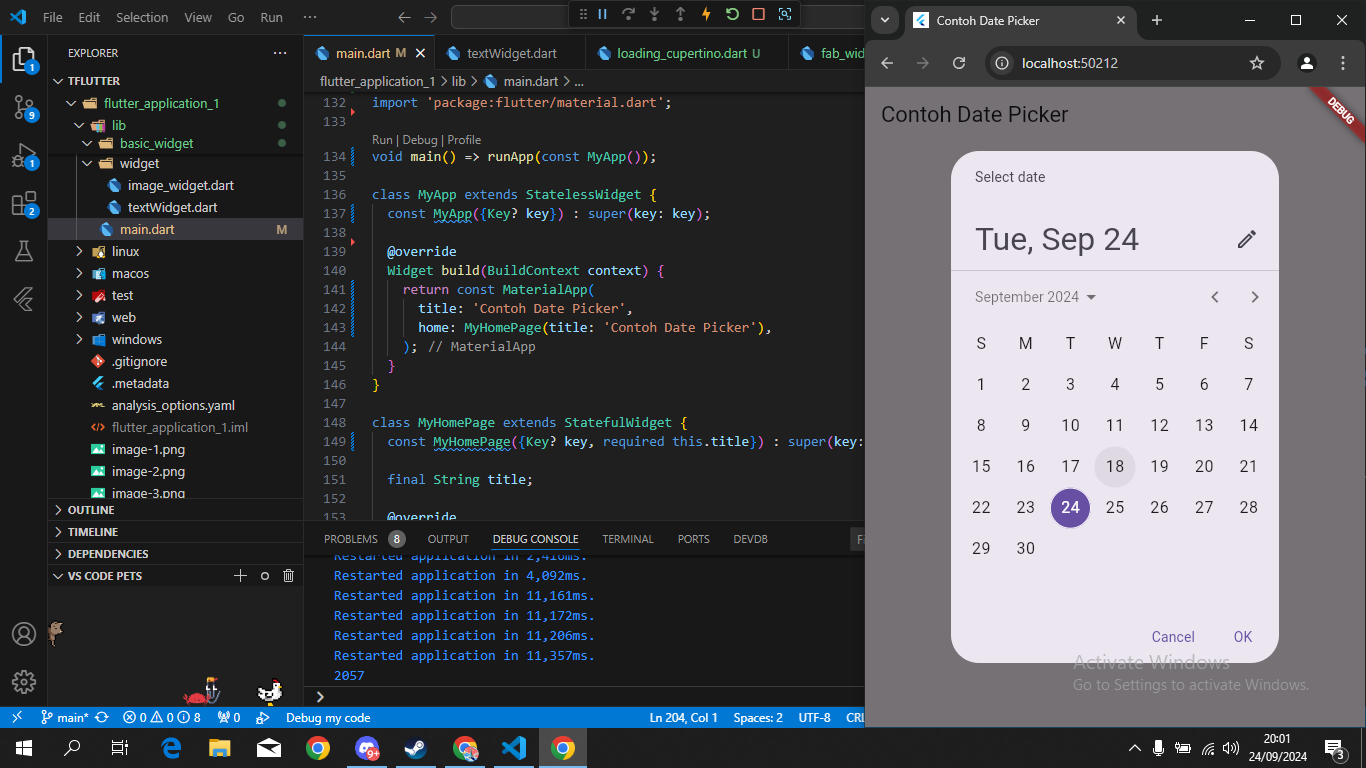 File Edit Selection View Go Run ···
EXPLORER
TFLUTTER
flutter_application_1
lib
basic_widget
widget
image_widget.dart
textWidget.dart
main.dart M
linux
macos
test
web
windows
.gitignore
.metadata
analysis_options.yaml
flutter_application_1.iml
image-1.png
image-2.png
image-3.png
OUTLINE
TIMELINE
DEPENDENCIES
VS CODE PETS
1
9
1
2
main.dart M textWidget.dart loading_cupertino.dart U fab_wid
flutter_application_1 > lib > main.dart > ...
132 import 'package:flutter/material.dart';
133
Run | Debug | Profile
134 void main() => runApp(const MyApp());
135
136 class MyApp extends StatelessWidget {
137 const MyApp({Key? key}) : super(key: key);
138
139 @override
140 Widget build(BuildContext context) {
141 return const MaterialApp(
142 title: 'Contoh Date Picker',
143 home: MyHomePage(title: 'Contoh Date Picker'),
144 ); // MaterialApp
145 }
146 }
147
148 class MyHomePage extends StatefulWidget {
149 const MyHomePage({Key? key, required this.title}) : super(key:
150
151 final String title;
152
153 @override
PROBLEMS 8 OUTPUT DEBUG CONSOLE TERMINAL PORTS DEVDB
Restarted application in 2,416ms.
Restarted application in 4,092ms.
Restarted application in 11,161ms.
Restarted application in 11,172ms.
Restarted application in 11,206ms.
Restarted application in 11,357ms.
2057
main* 0 0 8 0 Debug my code Ln 204, Col 1 Spaces: 2 UTF-8 CRL
Contoh Date Picker
localhost:50212
Contoh Date Picker
DEBUG
Select date
Tue, Sep 24
September 2024
S M T W T F S
1 2 3 4 5 6 7
8 9 10 11 12 13 14
15 16 17 18 19 20 21
22 23 24 25 26 27 28
29 30
Cancel OK
Activate Windows
Go to Settings to activate Windows.
9+
20:01
24/09/2024
3